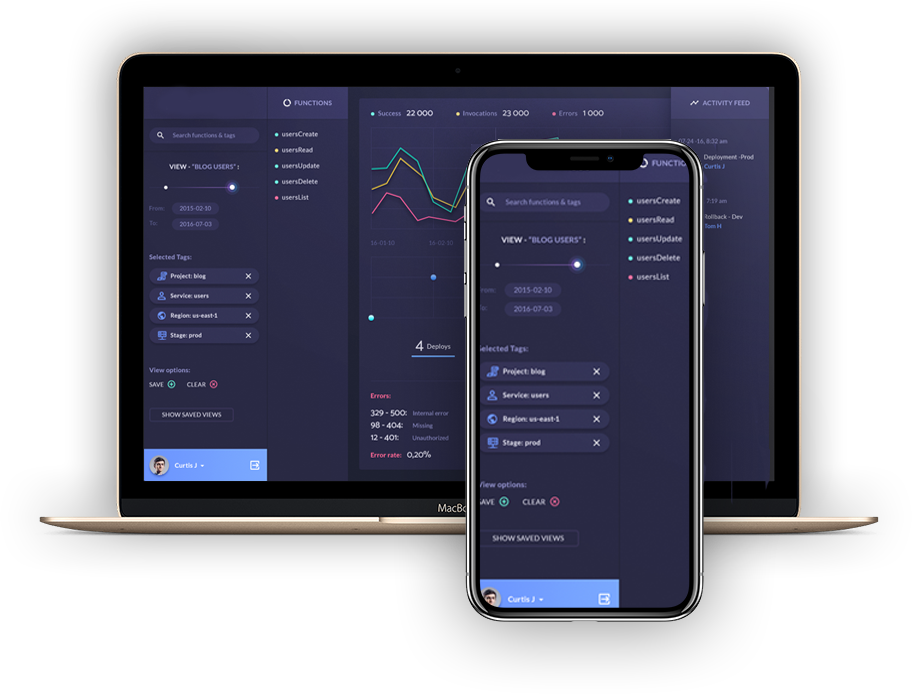 FUNCTIONS
Search functions & tags
VIEW - "BLOG USERS" :
From: 2015-02-10
To: 2016-07-03
Selected Tags:
Project: blog
Service: users
Region: us-east-1
Stage: prod
View options:
SAVE CLEAR
SHOW SAVED VIEWS
Curtis J
usersCreate
usersRead
usersUpdate
usersDelete
usersList
Success 22 000 Invocations 23 000 Errors 1 000
16-01-10 16-02-10
4 Deploys
Errors:
329 - 500: Internal error
98 - 404: Missing
12 - 401: Unauthorized
Error rate: 0,20%
ACTIVITY FEED
07-24-16, 8:32 am
Deployment -Prod
Curtis J
7:19 am
Rollback - Dev
Tom H
MacBo
FUNCTIO
Search functions & tags
VIEW - "BLOG USERS" :
rom: 2015-02-10
To: 2016-07-03
Selected Tags:
Project: blog
Service: users
Region: us-east-1
Stage: prod
View options:
SAVE CLEAR
SHOW SAVED VIEWS
Curtis J
usersCreate
usersRead
usersUpdate
usersDelete
usersList